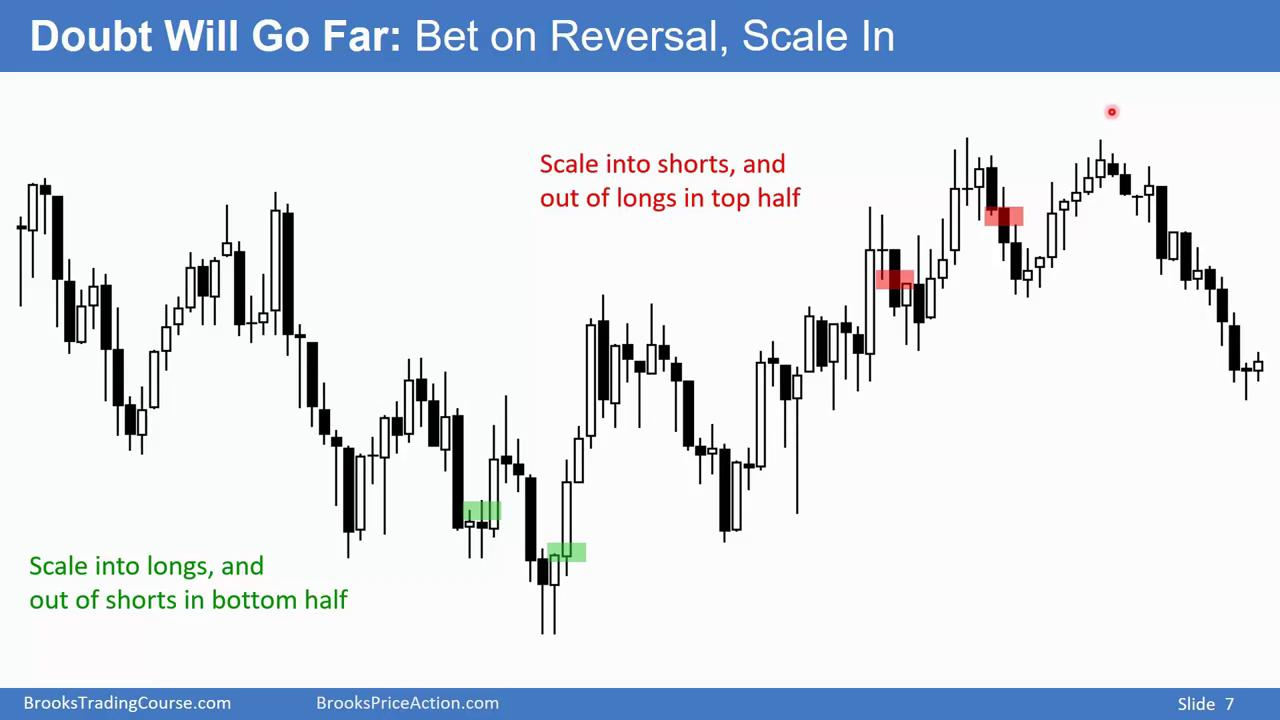 Doubt Will Go Far: Bet on Reversal, Scale In
Scale into shorts, and
out of longs in top half
Scale into longs, and
out of shorts in bottom half
BrooksTradingCourse.com
BrooksPriceAction.com
Slide 7